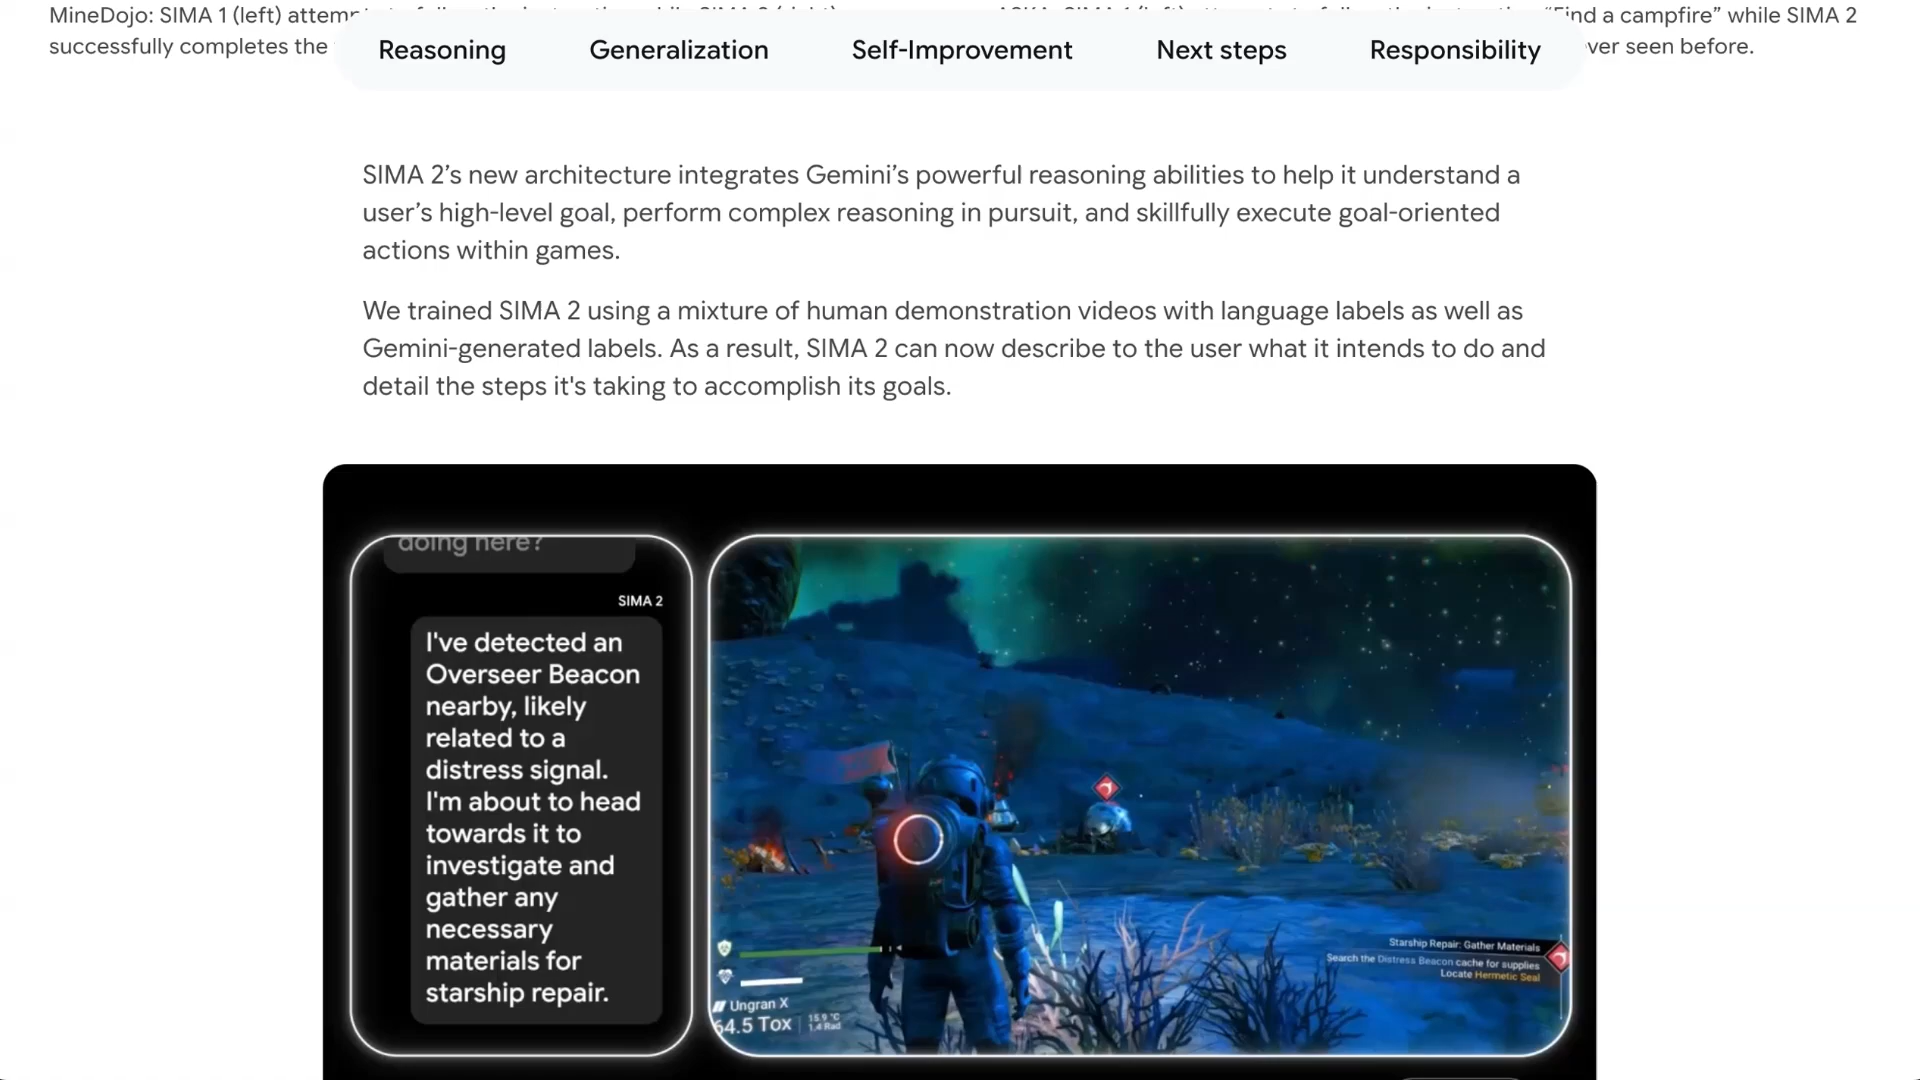 MineDojo: SIMA 1 (left)
"Find a campfire" while SIMA 2
successfully completes the
ver seen before.
Reasoning
Generalization
Self-Improvement
Next steps
Responsibility
SIMA 2’s new architecture integrates Gemini’s powerful reasoning abilities to help it understand a
user’s high-level goal, perform complex reasoning in pursuit, and skillfully execute goal-oriented
actions within games.
We trained SIMA 2 using a mixture of human demonstration videos with language labels as well as
Gemini-generated labels. As a result, SIMA 2 can now describe to the user what it intends to do and
detail the steps it's taking to accomplish its goals.
doing here?
SIMA 2
I've detected an
Overseer Beacon
nearby, likely
related to a
distress signal.
I'm about to head
towards it to
investigate and
gather any
necessary
materials for
starship repair.
Starship Repair: Gather Materials
Search the Distress Beacon cache for supplies
Locate Hermetic Seal
Ungran X
64.5 Tox
15.9 °C
1.4 Rad